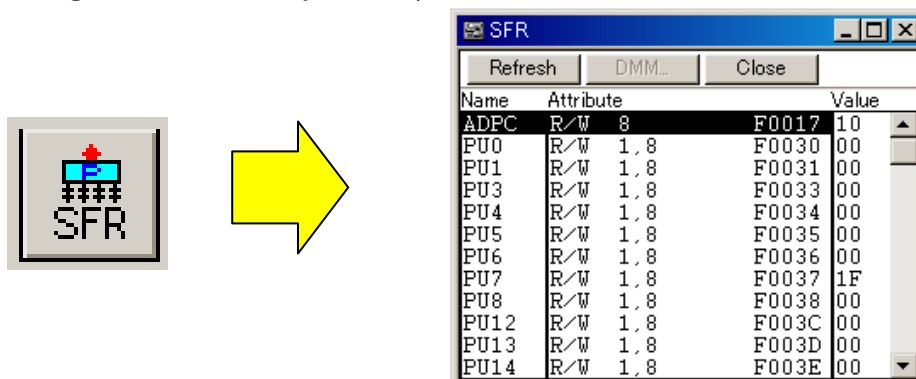 SFR
SFR
Refresh DMM... Close
Name Attribute Value
ADPC R/W 8 F0017 10
PU0 R/W 1,8 F0030 00
PU1 R/W 1,8 F0031 00
PU3 R/W 1,8 F0033 00
PU4 R/W 1,8 F0034 00
PU5 R/W 1,8 F0035 00
PU6 R/W 1,8 F0036 00
PU7 R/W 1,8 F0037 1F
PU8 R/W 1,8 F0038 00
PU12 R/W 1,8 F003C 00
PU13 R/W 1,8 F003D 00
PU14 R/W 1,8 F003E 00